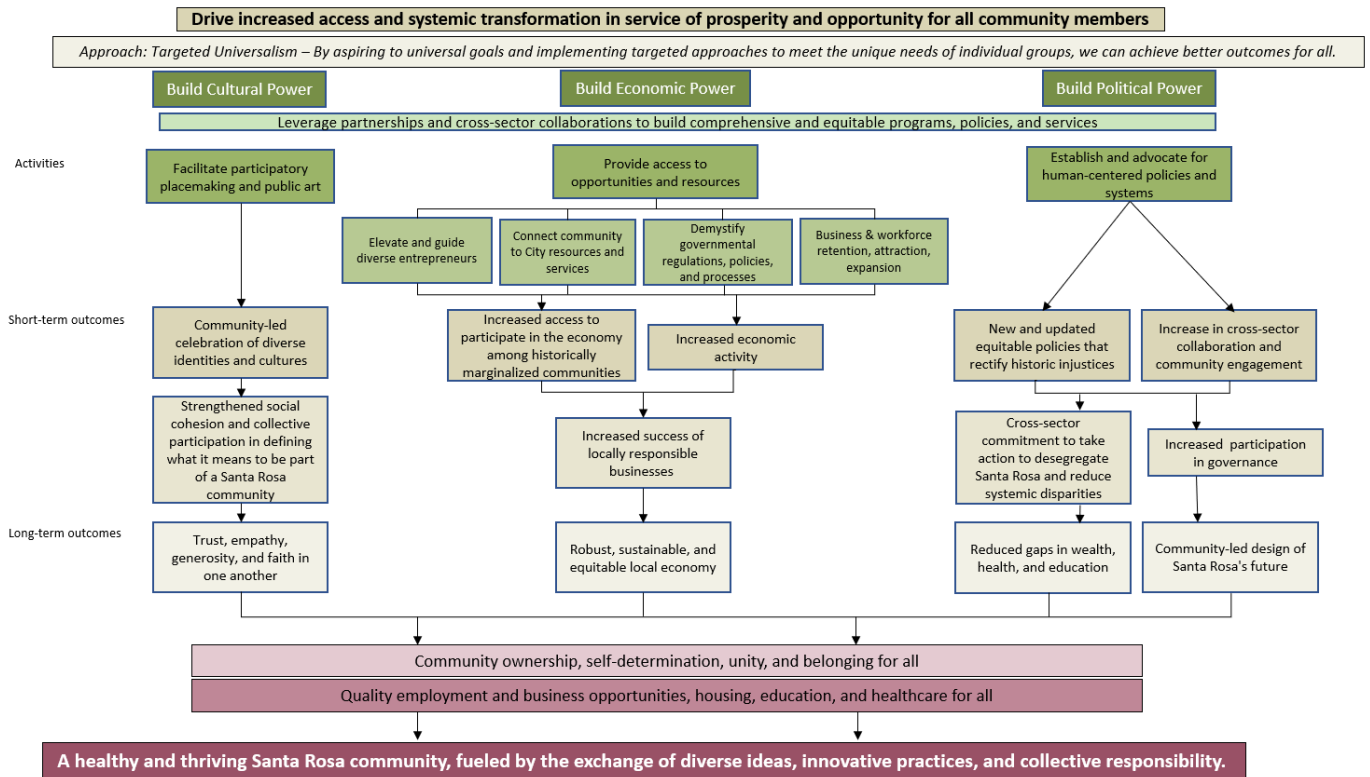 Drive increased access and systemic transformation in service of prosperity and opportunity for all community members
Approach: Targeted Universalism – By aspiring to universal goals and implementing targeted approaches to meet the unique needs of individual groups, we can achieve better outcomes for all.
Build Cultural Power
Build Economic Power
Build Political Power
Leverage partnerships and cross-sector collaborations to build comprehensive and equitable programs, policies, and services
Activities
Facilitate participatory
placemaking and public art
Provide access to
opportunities and resources
Establish and advocate for
human-centered policies and
systems
Elevate and guide
diverse entrepreneurs
Connect community
to City resources and
services
Demystify
governmental
regulations, policies,
and processes
Business & workforce
retention, attraction,
expansion
Short-term outcomes
Community-led
celebration of diverse
identities and cultures
Increased access to
participate in the economy
among historically
marginalized communities
Increased economic
activity
New and updated
equitable policies that
rectify historic injustices
Increase in cross-sector
collaboration and
community engagement
Strengthened social
cohesion and collective
participation in defining
what it means to be part
of a Santa Rosa
community
Increased success of
locally responsible
businesses
Cross-sector
commitment to take
action to desegregate
Santa Rosa and reduce
systemic disparities
Increased participation
in governance
Long-term outcomes
Trust, empathy,
generosity, and faith in
one another
Robust, sustainable, and
equitable local economy
Reduced gaps in wealth,
health, and education
Community-led design of
Santa Rosa's future
Community ownership, self-determination, unity, and belonging for all
Quality employment and business opportunities, housing, education, and healthcare for all
A healthy and thriving Santa Rosa community, fueled by the exchange of diverse ideas, innovative practices, and collective responsibility.